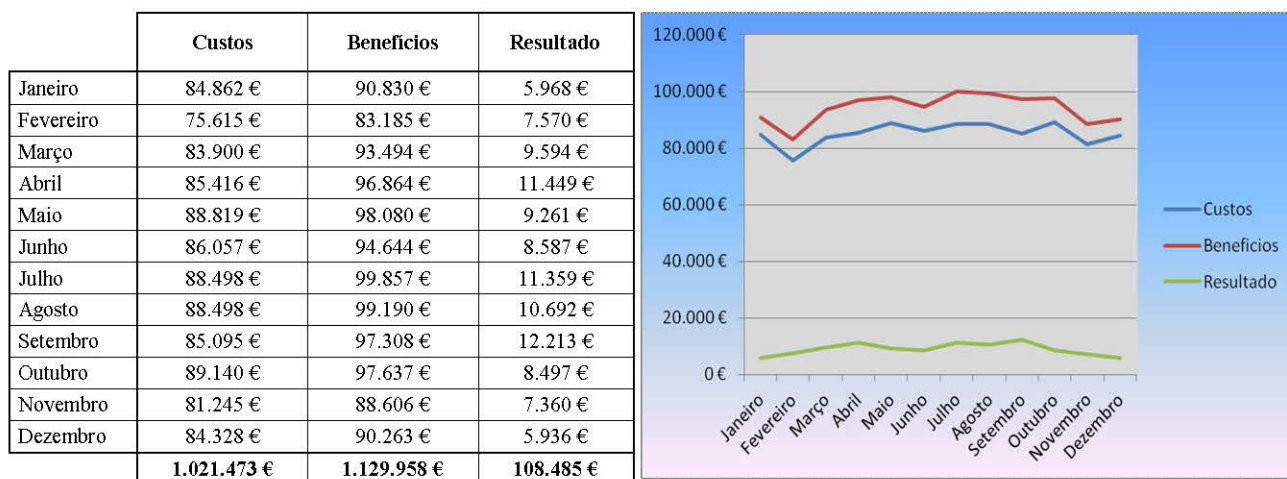 Custos Benefícios Resultado
Janeiro 84.862 € 90.830 € 5.968 €
Fevereiro 75.615 € 83.185 € 7.570 €
Março 83.900 € 93.494 € 9.594 €
Abril 85.416 € 96.864 € 11.449 €
Maio 88.819 € 98.080 € 9.261 €
Junho 86.057 € 94.644 € 8.587 €
Julho 88.498 € 99.857 € 11.359 €
Agosto 88.498 € 99.190 € 10.692 €
Setembro 85.095 € 97.308 € 12.213 €
Outubro 89.140 € 97.637 € 8.497 €
Novembro 81.245 € 88.606 € 7.360 €
Dezembro 84.328 € 90.263 € 5.936 €
1.021.473 € 1.129.958 € 108.485 €
120.000 €
100.000 €
80.000 €
60.000 €
40.000 €
20.000 €
0 €
Janeiro Fevereiro Março Abril Maio Junho Julho Agosto Setembro Outubro Novembro Dezembro
Custos
Benefícios
Resultado